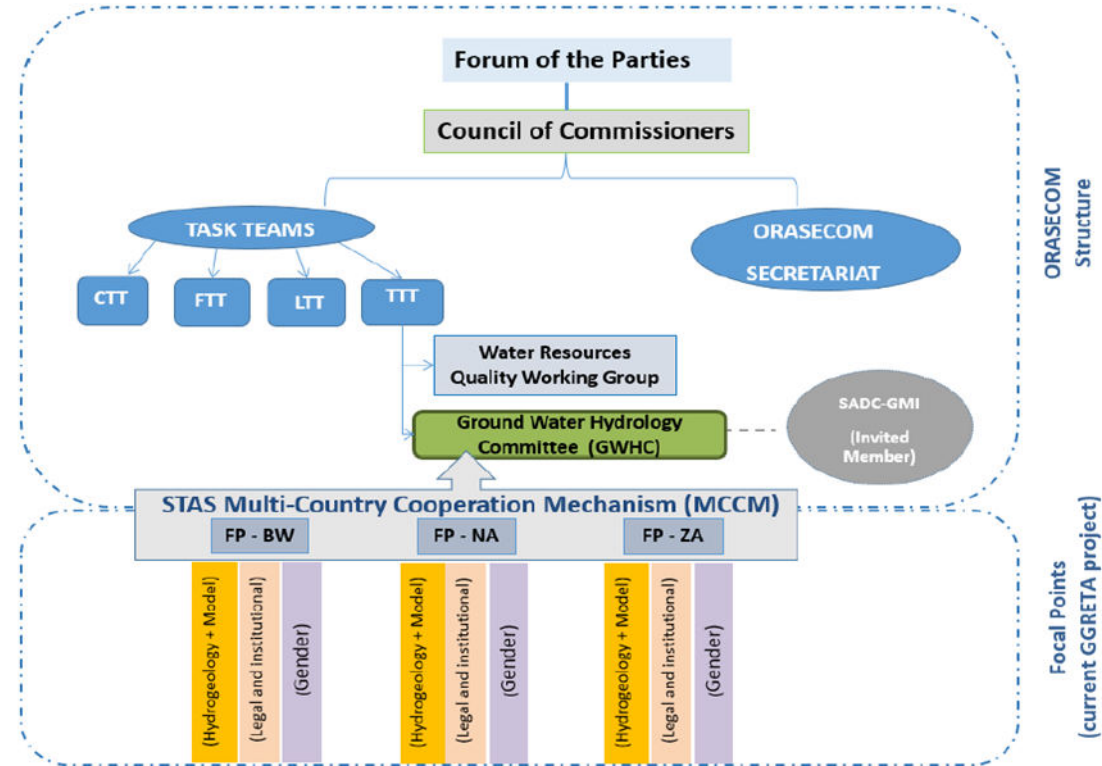 Forum of the Parties
Council of Commissioners
TASK TEAMS
ORASECOM
SECRETARIAT
CTT
FTT
LTT
TTT
Water Resources
Quality Working Group
Ground Water Hydrology
Committee (GWHC)
SADC-GMI
(Invited
Member)
STAS Multi-Country Cooperation Mechanism (MCCM)
FP - BW
FP - NA
FP - ZA
(Hydrogeology + Model)
(Legal and institutional)
(Gender)
(Hydrogeology + Model)
(Legal and institutional)
(Gender)
(Hydrogeology + Model)
(Legal and institutional)
(Gender)
ORASECOM
Structure
Focal Points
(current GGRETA project)